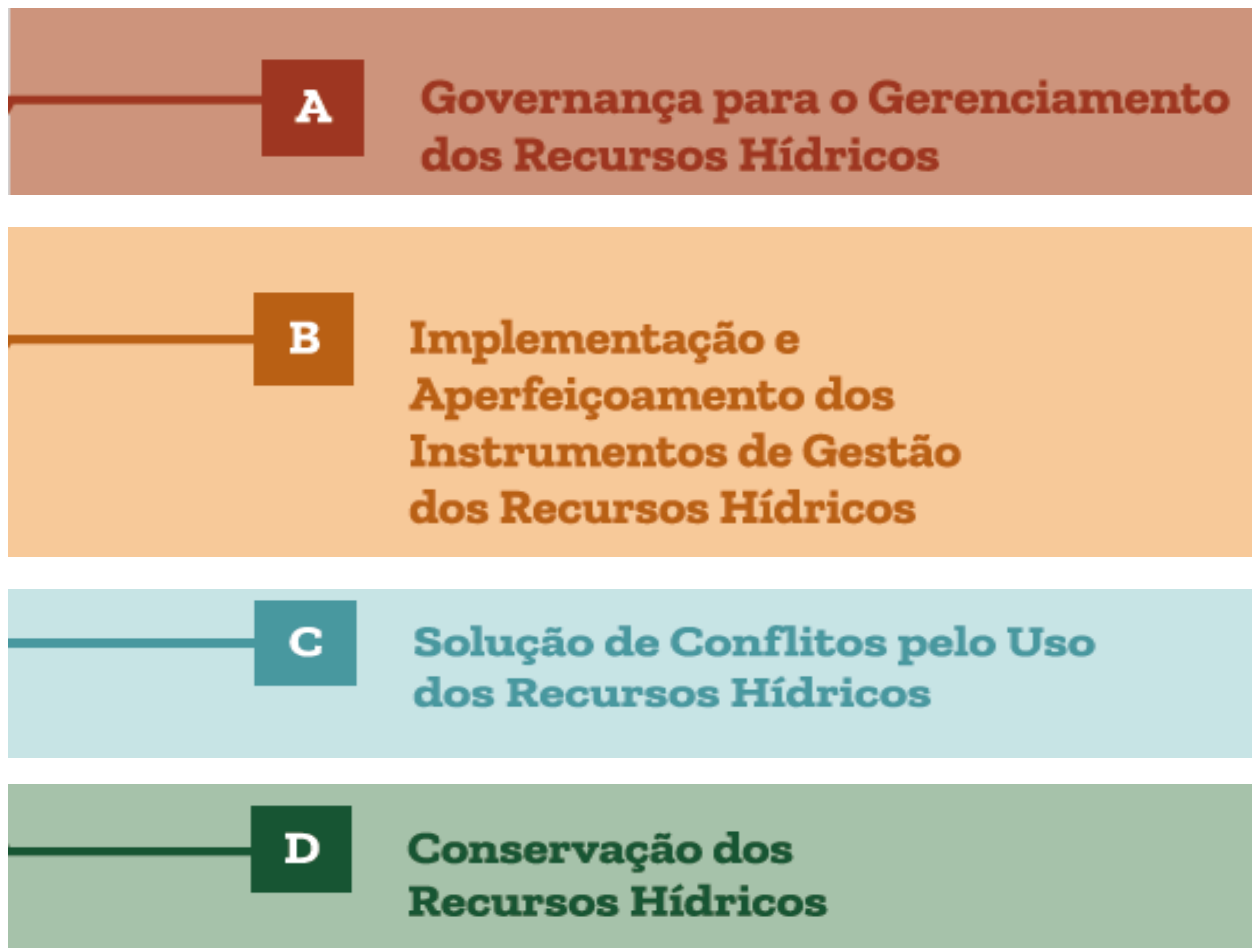 A
Governança para o Gerenciamento
dos Recursos Hídricos
B
Implementação e
Aperfeiçoamento dos
Instrumentos de Gestão
dos Recursos Hídricos
C
Solução de Conflitos pelo Uso
dos Recursos Hídricos
D
Conservação dos
Recursos Hídricos